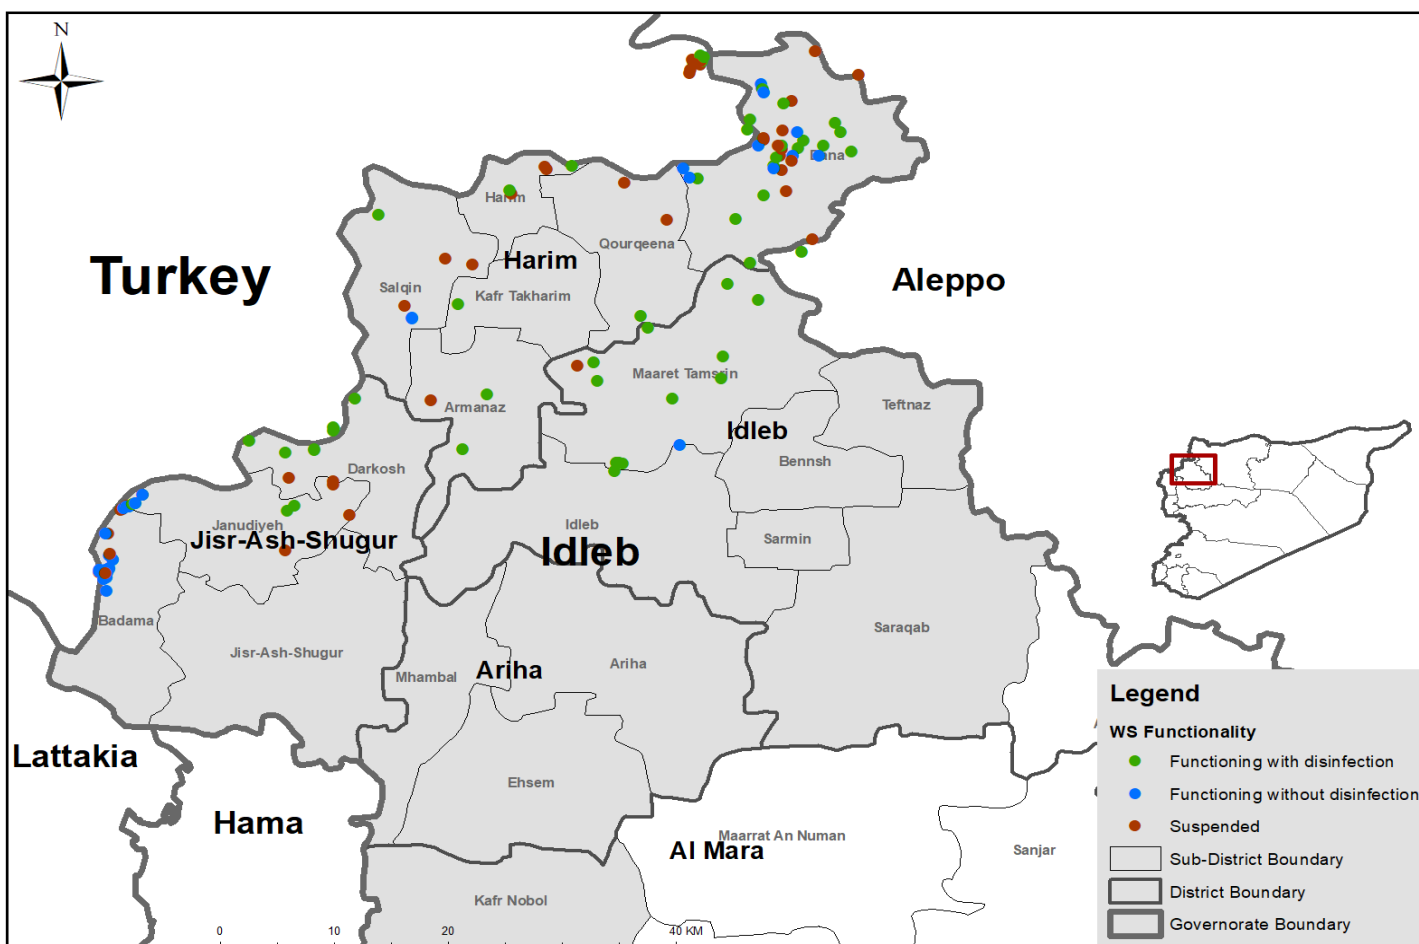 N
Dana
Harim
Qourqeena
Harim
Turkey
Aleppo
Salqin
Kafr Takharim
Maaret Tamsrin
Teftnaz
Armanaz
Idleb
Bennsh
Darkosh
Janudiyeh
Idleb
Jisr-Ash-Shugur
Idleb
Sarmin
Badama
Saraqab
Jisr-Ash-Shugur
Mhambal
Ariha
Ariha
Lattakia
Ehsem
Hama
Maarrat An Numan
Al Mara
Sanjar
Kafr Nobol
0 10 20 40 KM
Legend
WS Functionality
Functioning with disinfection
Functioning without disinfection
Suspended
Sub-District Boundary
District Boundary
Governorate Boundary